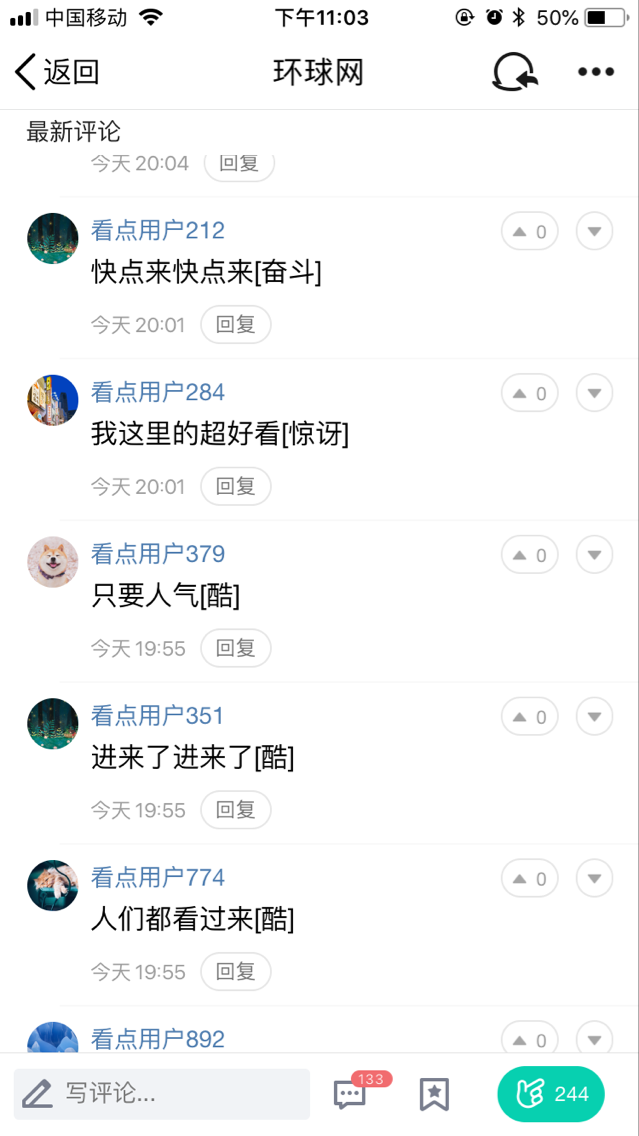 中国移动
下午11:03
50%
返回
环球网
最新评论
今天 20:04
回复
看点用户212
0
快点来快点来[奋斗]
今天 20:01
回复
看点用户284
0
我这里的超好看[惊讶]
今天 20:01
回复
看点用户379
0
只要人气[酷]
今天 19:55
回复
看点用户351
0
进来了进来了[酷]
今天 19:55
回复
看点用户774
0
人们都看过来[酷]
今天 19:55
回复
看点用户892
0
写评论...
133
244